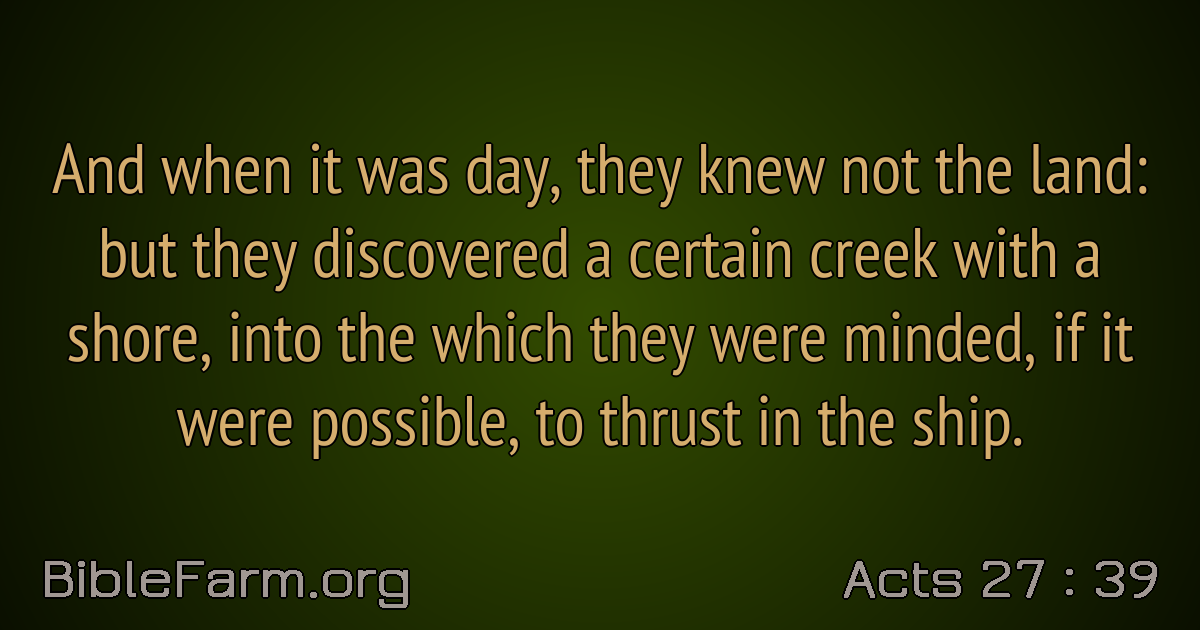 And when it was day, they knew not the land:
but they discovered a certain creek with a
shore, into the which they were minded, if it
were possible, to thrust in the ship.
BibleFarm.org
Acts 27 : 39